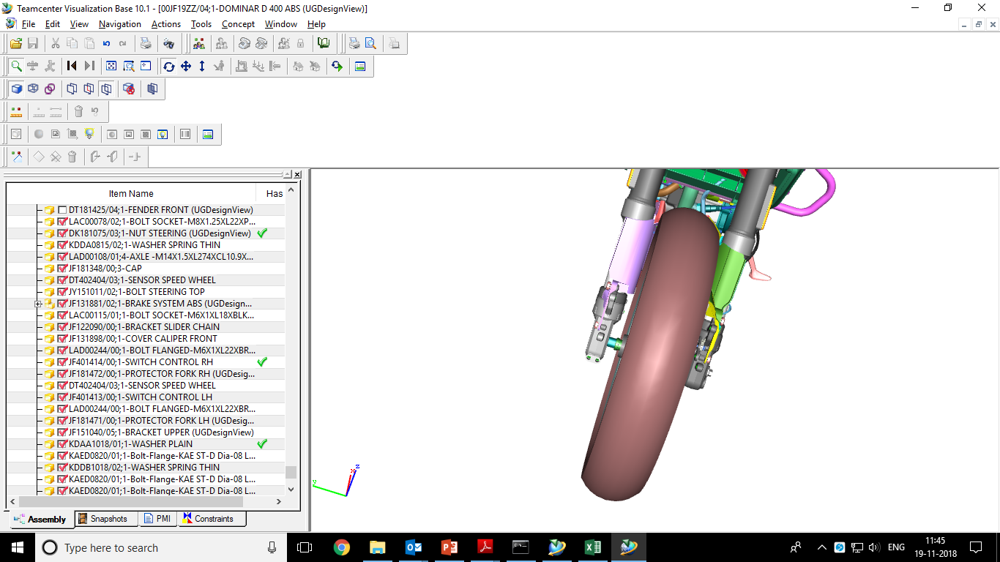 Teamcenter Visualization Base 10.1 - [00JF19ZZ/04;1-DOMINAR D 400 ABS (UGDesignView)]
File Edit View Navigation Actions Tools Concept Window Help
Item Name Has
DT181425/04;1-FENDER FRONT (UGDesignView)
LAC00078/02;1-BOLT SOCKET-M8X1.25XL22XP...
DK181075/03;1-NUT STEERING (UGDesignView)
KDDA0815/02;1-WASHER SPRING THIN
LAD00108/01;4-AXLE -M14X1.5XL274XCL10.9X...
JF181348/00;3-CAP
DT402404/03;1-SENSOR SPEED WHEEL
JY151011/02;1-BOLT STEERING TOP
JF131881/02;1-BRAKE SYSTEM ABS (UGDesign...
LAC00115/01;1-BOLT SOCKET-M6X1XL18XBLK...
JF122090/00;1-BRACKET SLIDER CHAIN
JF131898/00;1-COVER CALIPER FRONT
LAD00244/00;1-BOLT FLANGED-M6X1XL22XBR...
JF401414/00;1-SWITCH CONTROL RH
JF181472/00;1-PROTECTOR FORK RH (UGDesig...
DT402404/03;1-SENSOR SPEED WHEEL
JF401413/00;1-SWITCH CONTROL LH
LAD00244/00;1-BOLT FLANGED-M6X1XL22XBR...
JF181471/00;1-PROTECTOR FORK LH (UGDesig...
JF151040/05;1-BRACKET UPPER (UGDesignView)
KDAA1018/01;1-WASHER PLAIN
KAED0820/01;1-Bolt-Flange-KAE ST-D Dia-08 L...
KDDB1018/02;1-WASHER SPRING THIN
KAED0820/01;1-Bolt-Flange-KAE ST-D Dia-08 L...
KAED0820/01;1-Bolt-Flange-KAE ST-D Dia-08 L...
Assembly Snapshots PMI Constraints
Y X Z
Type here to search
ENG
11:45
19-11-2018